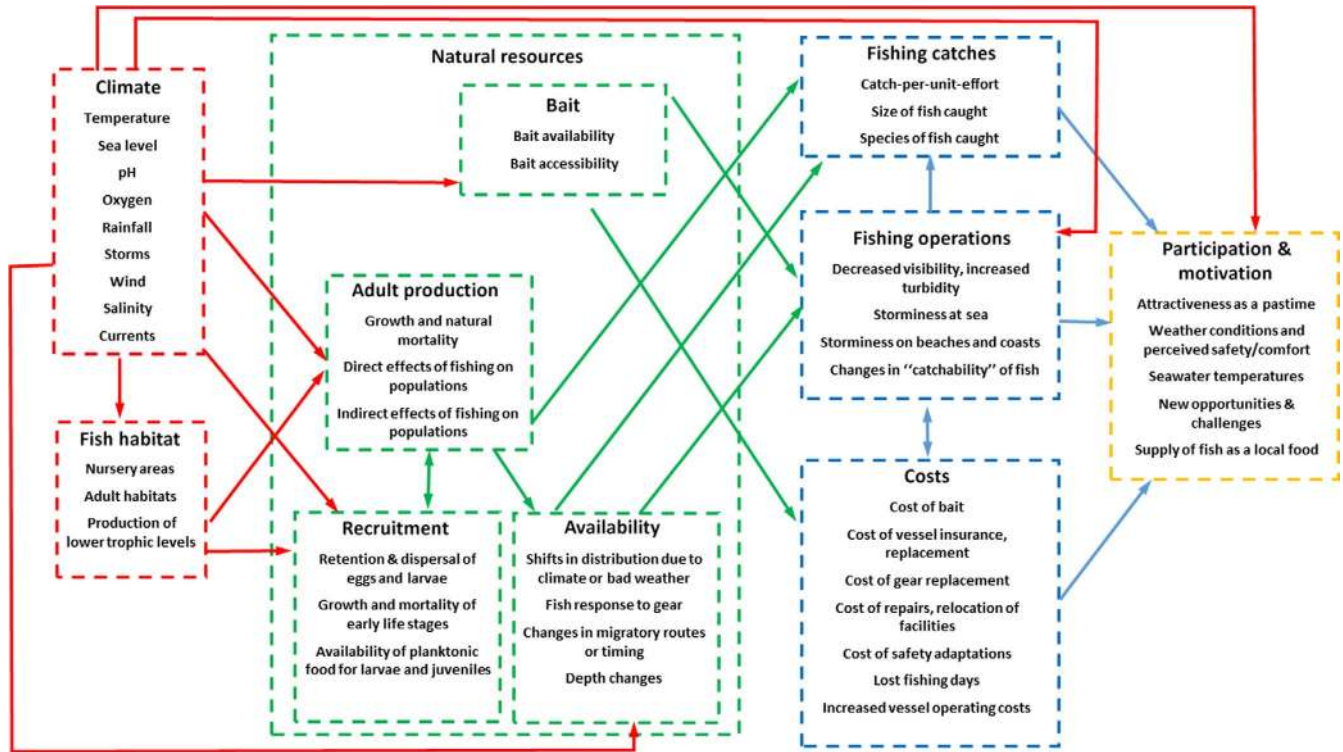 Climate
Temperature
Sea level
pH
Oxygen
Rainfall
Storms
Wind
Salinity
Currents
Fish habitat
Nursery areas
Adult habitats
Production of
lower trophic levels
Natural resources
Bait
Bait availability
Bait accessibility
Adult production
Growth and natural
mortality
Direct effects of fishing on
populations
Indirect effects of fishing on
populations
Recruitment
Retention & dispersal of
eggs and larvae
Growth and mortality of
early life stages
Availability of planktonic
food for larvae and juveniles
Availability
Shifts in distribution due to
climate or bad weather
Fish response to gear
Changes in migratory routes
or timing
Depth changes
Fishing catches
Catch-per-unit-effort
Size of fish caught
Species of fish caught
Fishing operations
Decreased visibility, increased
turbidity
Storminess at sea
Storminess on beaches and coasts
Changes in “catchability” of fish
Costs
Cost of bait
Cost of vessel insurance,
replacement
Cost of gear replacement
Cost of repairs, relocation of
facilities
Cost of safety adaptations
Lost fishing days
Increased vessel operating costs
Participation &
motivation
Attractiveness as a pastime
Weather conditions and
perceived safety/comfort
Seawater temperatures
New opportunities &
challenges
Supply of fish as a local food